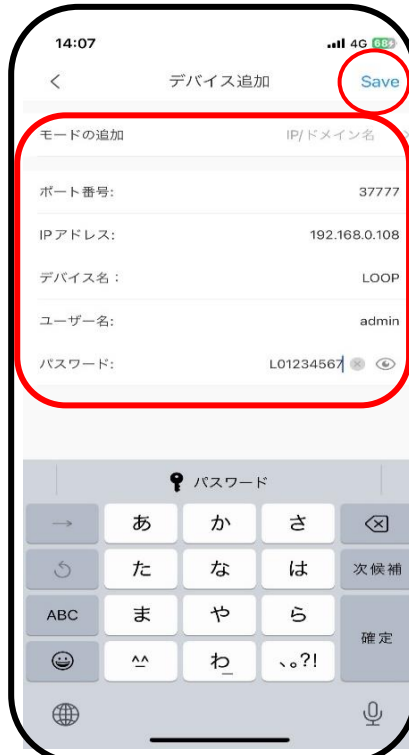 14:07 4G 68
デバイス追加 Save
モードの追加 IP/ドメイン名
ポート番号: 37777
IPアドレス: 192.168.0.108
デバイス名： LOOP
ユーザー名: admin
パスワード: L01234567
パスワード
→ あ か さ
た な は 次候補
ABC ま や ら
^^ わ 、。?! 確定